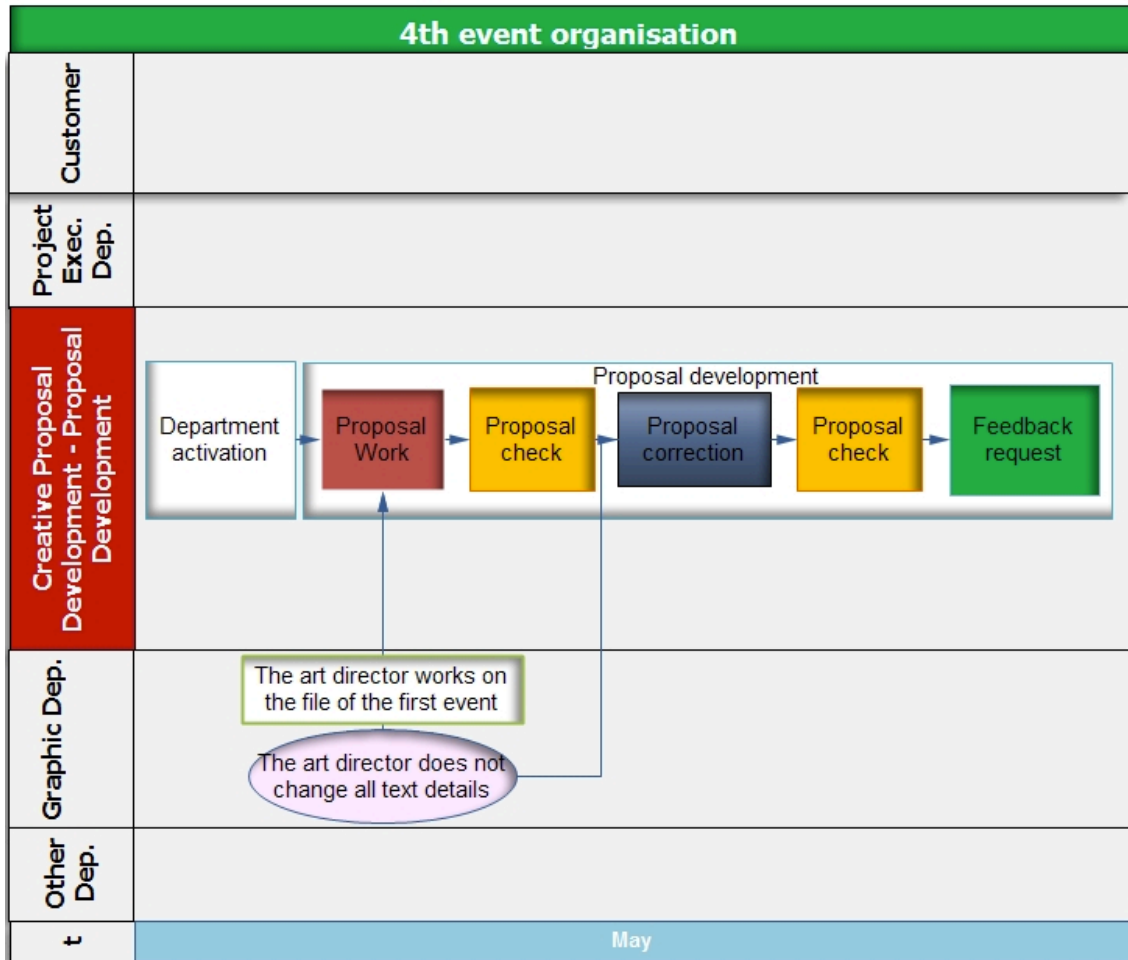 4th event organisation
Customer
Project
Exec.
Dep.
Creative Proposal
Development - Proposal
Development
Proposal development
Department
activation
Proposal
Work
Proposal
check
Proposal
correction
Proposal
check
Feedback
request
Graphic Dep.
The art director works on
the file of the first event
The art director does not
change all text details
Other
Dep.
t
May